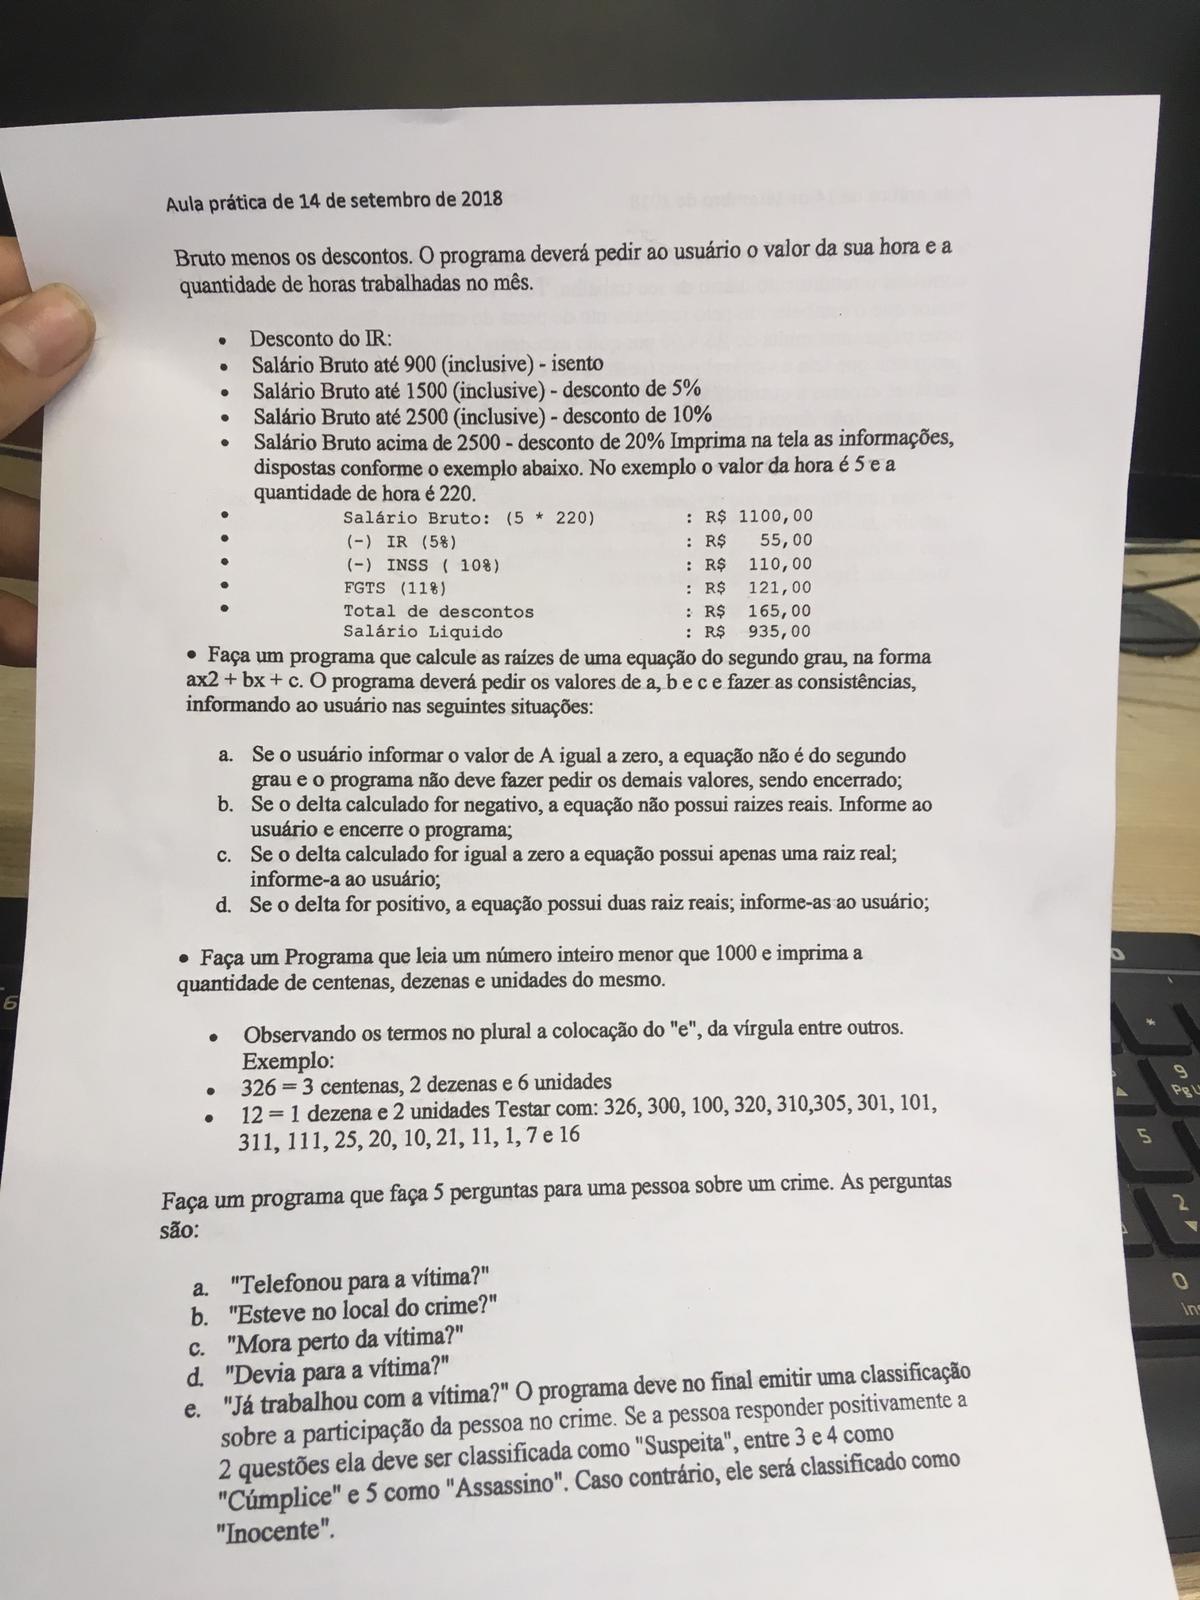 Aula prática de 14 de setembro de 2018
Bruto menos os descontos. O programa deverá pedir ao usuário o valor da sua hora e a
quantidade de horas trabalhadas no mês.
• Desconto do IR:
• Salário Bruto até 900 (inclusive) - isento
• Salário Bruto até 1500 (inclusive) - desconto de 5%
• Salário Bruto até 2500 (inclusive) - desconto de 10%
• Salário Bruto acima de 2500 - desconto de 20% Imprima na tela as informações,
dispostas conforme o exemplo abaixo. No exemplo o valor da hora é 5 e a
quantidade de hora é 220.
• Salário Bruto: (5 * 220) : R$ 1100,00
• (-) IR (5%) : R$ 55,00
• (-) INSS ( 10%) : R$ 110,00
• FGTS (11%) : R$ 121,00
• Total de descontos : R$ 165,00
Salário Liquido : R$ 935,00
• Faça um programa que calcule as raízes de uma equação do segundo grau, na forma
ax2 + bx + c. O programa deverá pedir os valores de a, b e c e fazer as consistências,
informando ao usuário nas seguintes situações:
a. Se o usuário informar o valor de A igual a zero, a equação não é do segundo
grau e o programa não deve fazer pedir os demais valores, sendo encerrado;
b. Se o delta calculado for negativo, a equação não possui raizes reais. Informe ao
usuário e encerre o programa;
c. Se o delta calculado for igual a zero a equação possui apenas uma raiz real;
informe-a ao usuário;
d. Se o delta for positivo, a equação possui duas raiz reais; informe-as ao usuário;
• Faça um Programa que leia um número inteiro menor que 1000 e imprima a
quantidade de centenas, dezenas e unidades do mesmo.
• Observando os termos no plural a colocação do "e", da vírgula entre outros.
Exemplo:
• 326 = 3 centenas, 2 dezenas e 6 unidades
• 12 = 1 dezena e 2 unidades Testar com: 326, 300, 100, 320, 310,305, 301, 101,
311, 111, 25, 20, 10, 21, 11, 1, 7 e 16
Faça um programa que faça 5 perguntas para uma pessoa sobre um crime. As perguntas
são:
a. "Telefonou para a vítima?"
b. "Esteve no local do crime?"
c. "Mora perto da vítima?"
d. "Devia para a vítima?"
e. "Já trabalhou com a vítima?" O programa deve no final emitir uma classificação
sobre a participação da pessoa no crime. Se a pessoa responder positivamente a
2 questões ela deve ser classificada como "Suspeita", entre 3 e 4 como
"Cúmplice" e 5 como "Assassino". Caso contrário, ele será classificado como
"Inocente".
6
*
9
5
2
0